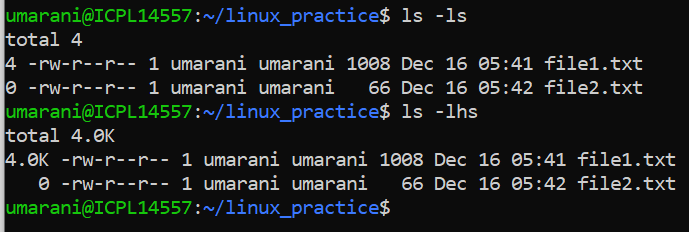 umarani@ICPL14557:~/linux_practice$ ls -ls
total 4
4 -rw-r--r-- 1 umarani umarani 1008 Dec 16 05:41 file1.txt
0 -rw-r--r-- 1 umarani umarani   66 Dec 16 05:42 file2.txt
umarani@ICPL14557:~/linux_practice$ ls -lhs
total 4.0K
4.0K -rw-r--r-- 1 umarani umarani 1008 Dec 16 05:41 file1.txt
   0 -rw-r--r-- 1 umarani umarani   66 Dec 16 05:42 file2.txt
umarani@ICPL14557:~/linux_practice$